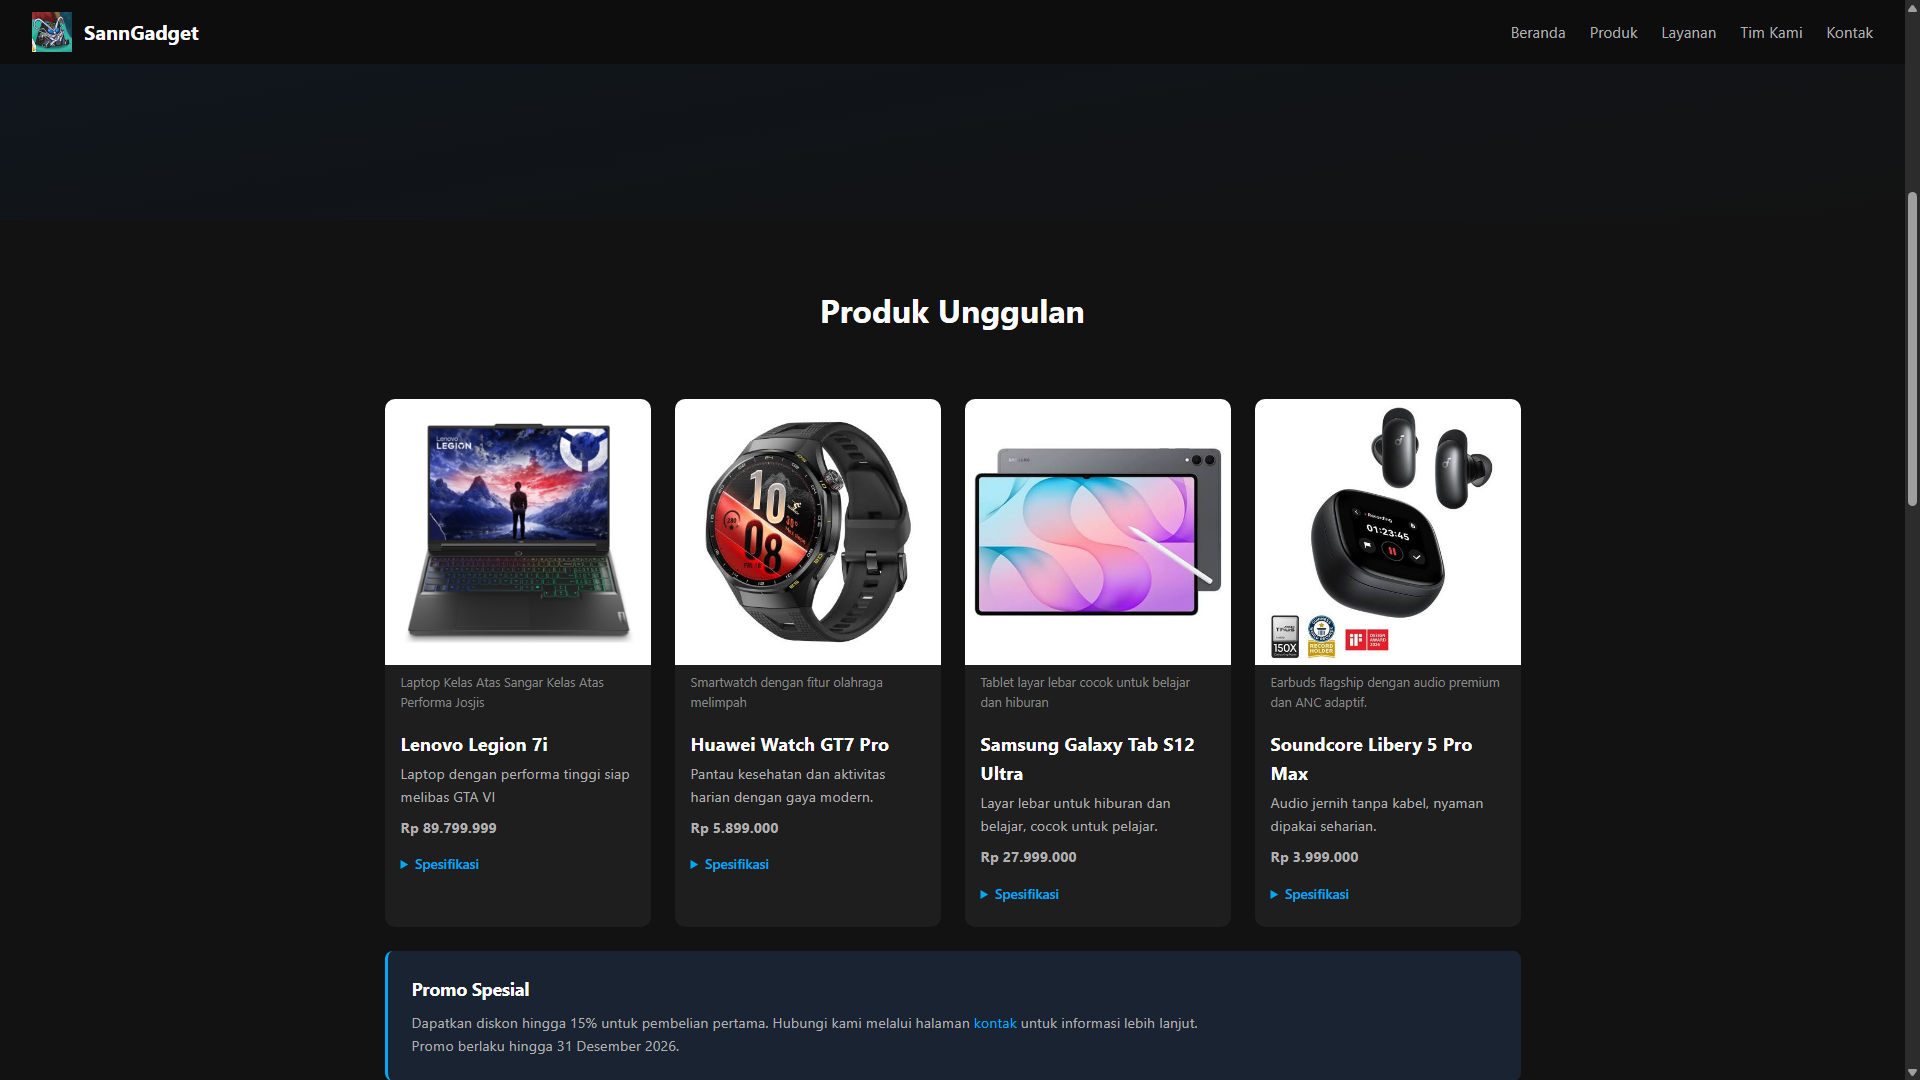 SannGadget
Beranda
Produk
Layanan
Tim Kami
Kontak
Produk Unggulan
Lenovo
LEGION
Laptop Kelas Atas Sangar Kelas Atas
Performa Josjis
Lenovo Legion 7i
Laptop dengan performa tinggi siap
melibas GTA VI
Rp 89.799.999
Spesifikasi
10
08
Smartwatch dengan fitur olahraga
melimpah
Huawei Watch GT7 Pro
Pantau kesehatan dan aktivitas
harian dengan gaya modern.
Rp 5.899.000
Spesifikasi
Tablet layar lebar cocok untuk belajar
dan hiburan
Samsung Galaxy Tab S12
Ultra
Layar lebar untuk hiburan dan
belajar, cocok untuk pelajar.
Rp 27.999.000
Spesifikasi
Recording
01:23:45
150X
RECORD
HOLDER
Earbuds flagship dengan audio premium
dan ANC adaptif.
Soundcore Libery 5 Pro
Max
Audio jernih tanpa kabel, nyaman
dipakai seharian.
Rp 3.999.000
Spesifikasi
Promo Spesial
Dapatkan diskon hingga 15% untuk pembelian pertama. Hubungi kami melalui halaman kontak untuk informasi lebih lanjut.
Promo berlaku hingga 31 Desember 2026.